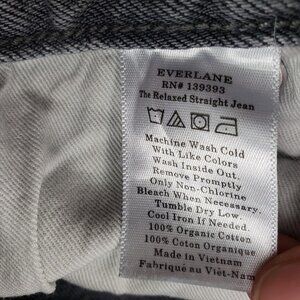 EVERLANE
RN# 139393
The Relaxed Straight Jean
Machine Wash Cold
With Like Colors
Wash Inside Out.
Remove Promptly
Only Non-Chlorine
Bleach When Necessary.
Tumble Dry Low.
Cool Iron If Needed.
100% Organic Cotton
100% Coton Organique
Made in Vietnam
Fabriqué au Viêt-nam